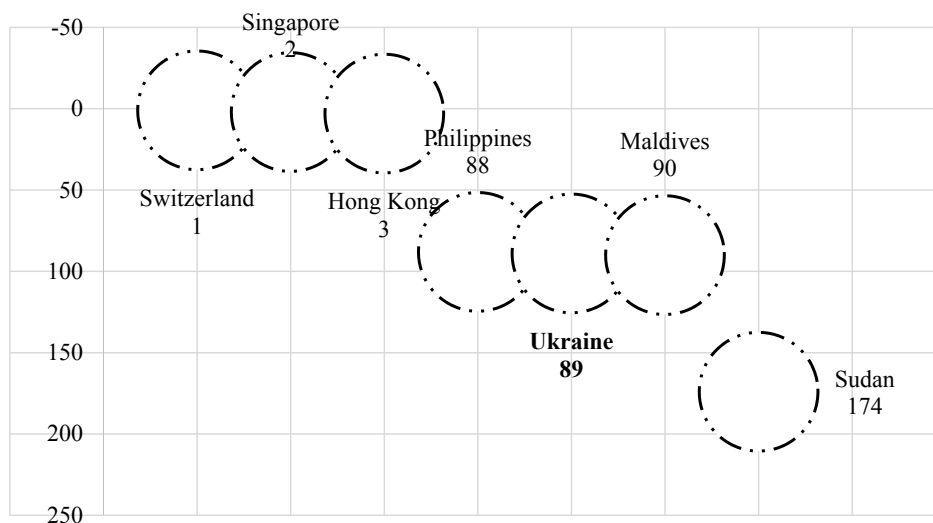 -50
0
50
100
150
200
250
Singapore
2
Switzerland
1
Hong Kong
3
Philippines
88
Ukraine
89
Maldives
90
Sudan
174